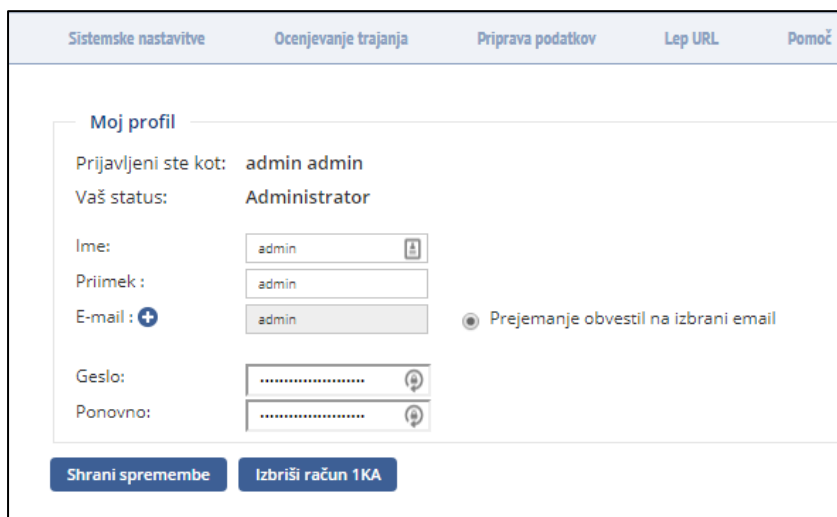 Sistemske nastavitve Ocenjevanje trajanja Priprava podatkov Lep URL Pomoč
Moj profil
Prijavljeni ste kot: admin admin
Vaš status: Administrator
Ime: admin
Priimek : admin
E-mail : admin Prejemanje obvestil na izbrani email
Geslo: ......................
Ponovno: ......................
Shrani spremembe Izbriši račun 1KA